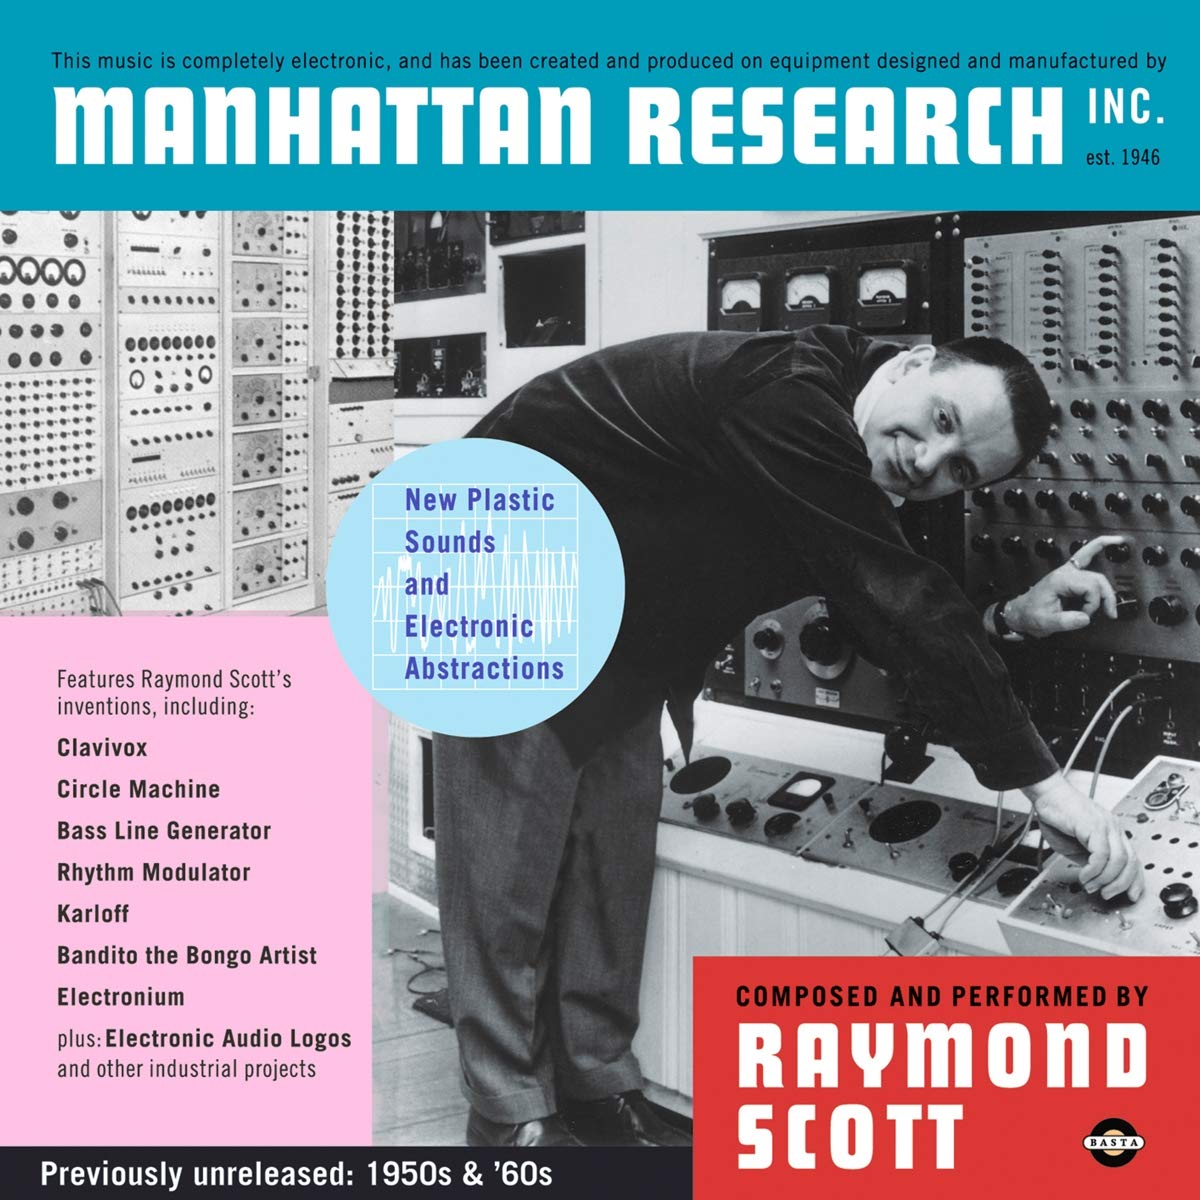 This music is completely electronic, and has been created and produced on equipment designed and manufactured by
MANHATTAN RESEARCH INC.
est. 1946
New Plastic
Sounds
and
Electronic
Abstractions
Features Raymond Scott's
inventions, including:
Clavivox
Circle Machine
Bass Line Generator
Rhythm Modulator
Karloff
Bandito the Bongo Artist
Electronium
plus: Electronic Audio Logos
and other industrial projects
COMPOSED AND PERFORMED BY
RAYMOND
SCOTT
BASTA
Previously unreleased: 1950s & '60s